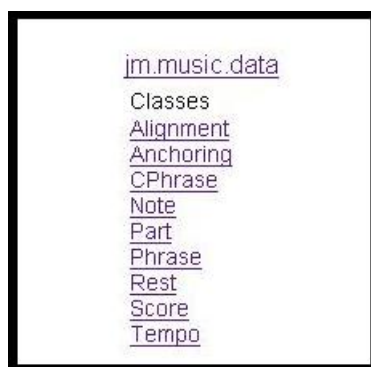 jm.music.data
Classes
Alignment
Anchoring
CPhrase
Note
Part
Phrase
Rest
Score
Tempo